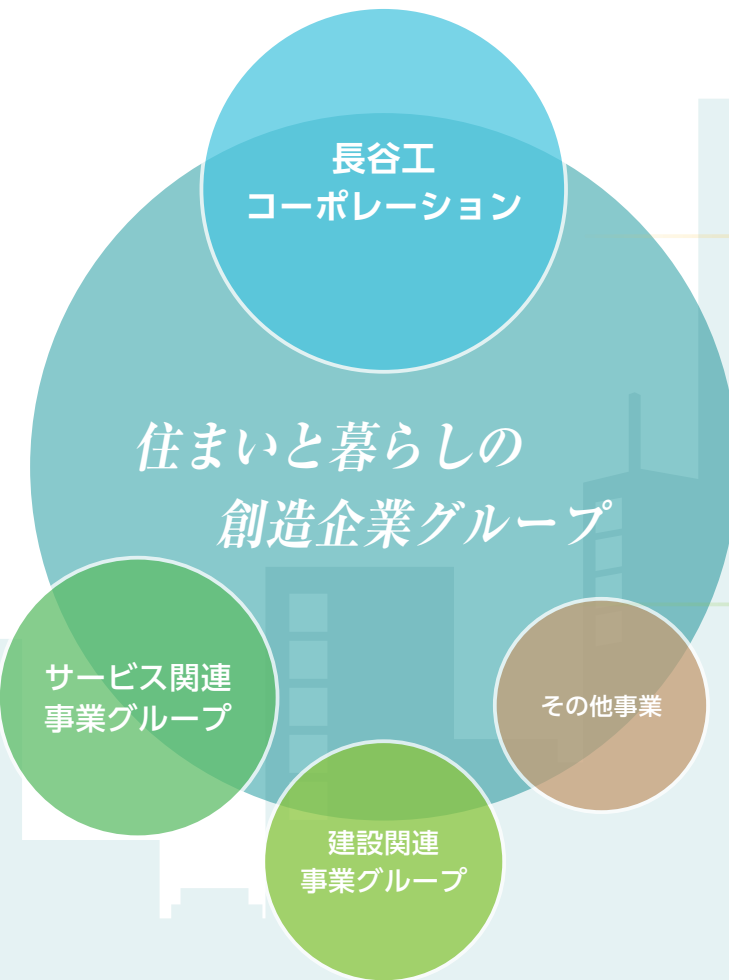 長谷工
コーポレーション
住まいと暮らしの
創造企業グループ
サービス関連
事業グループ
その他事業
建設関連
事業グループ